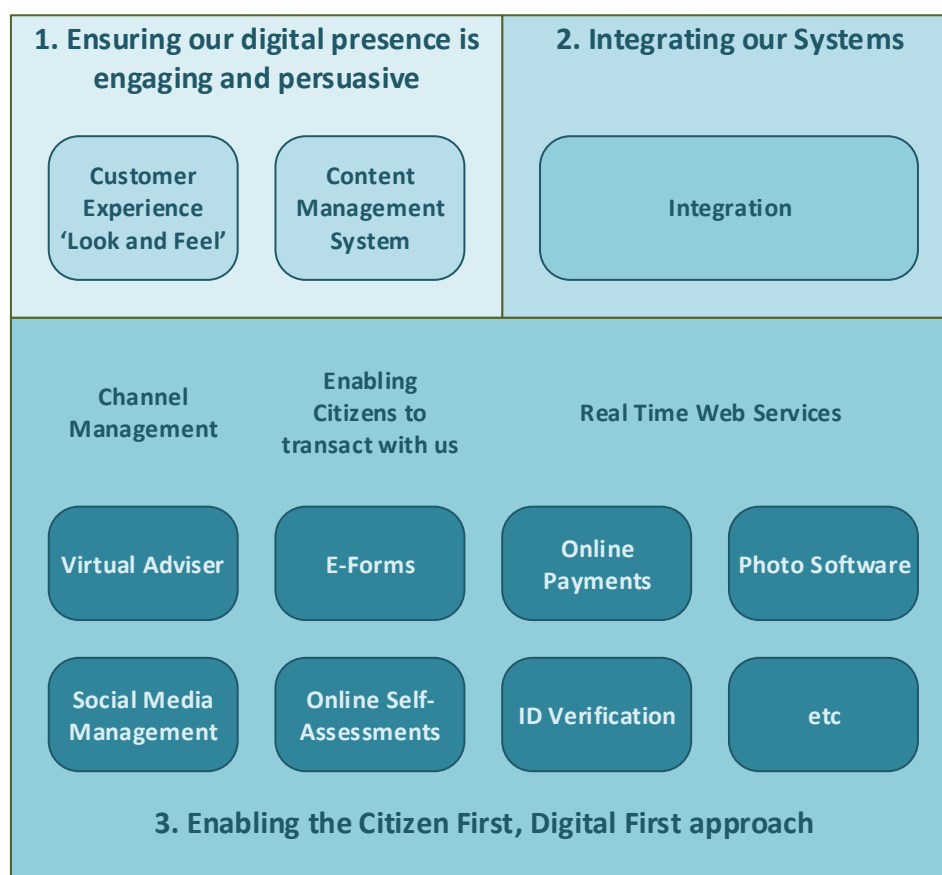 1. Ensuring our digital presence is
engaging and persuasive
2. Integrating our Systems
Customer
Experience
‘Look and Feel’
Content
Management
System
Integration
Channel
Management
Enabling
Citizens to
transact with us
Real Time Web Services
Virtual Adviser
E-Forms
Online
Payments
Photo Software
Social Media
Management
Online Self-
Assessments
ID Verification
etc
3. Enabling the Citizen First, Digital First approach